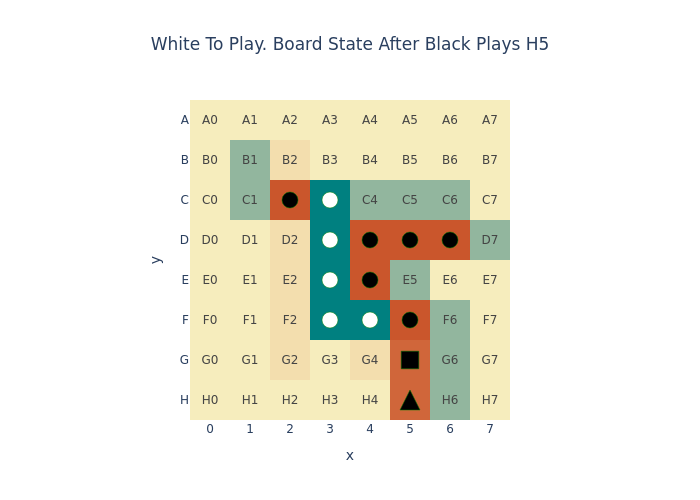 White To Play. Board State After Black Plays H5
A A0 A1 A2 A3 A4 A5 A6 A7
B B0 B1 B2 B3 B4 B5 B6 B7
C C0 C1 C4 C5 C6 C7
D D0 D1 D2 D7
y
E E0 E1 E2 E5 E6 E7
F F0 F1 F2 F6 F7
G G0 G1 G2 G3 G4 G6 G7
H H0 H1 H2 H3 H4 H6 H7
0 1 2 3 4 5 6 7
x